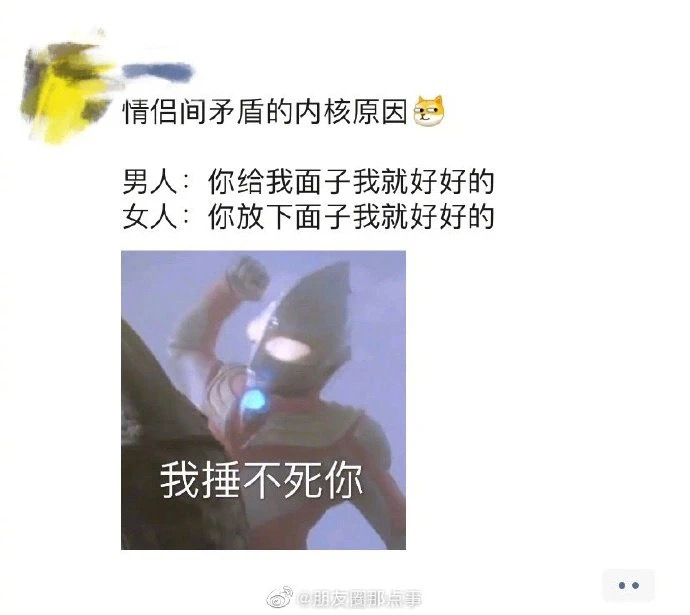 情侣间矛盾的内核原因
男人：你给我面子我就好好的
女人：你放下面子我就好好的
我捶不死你
@朋友圈那点事